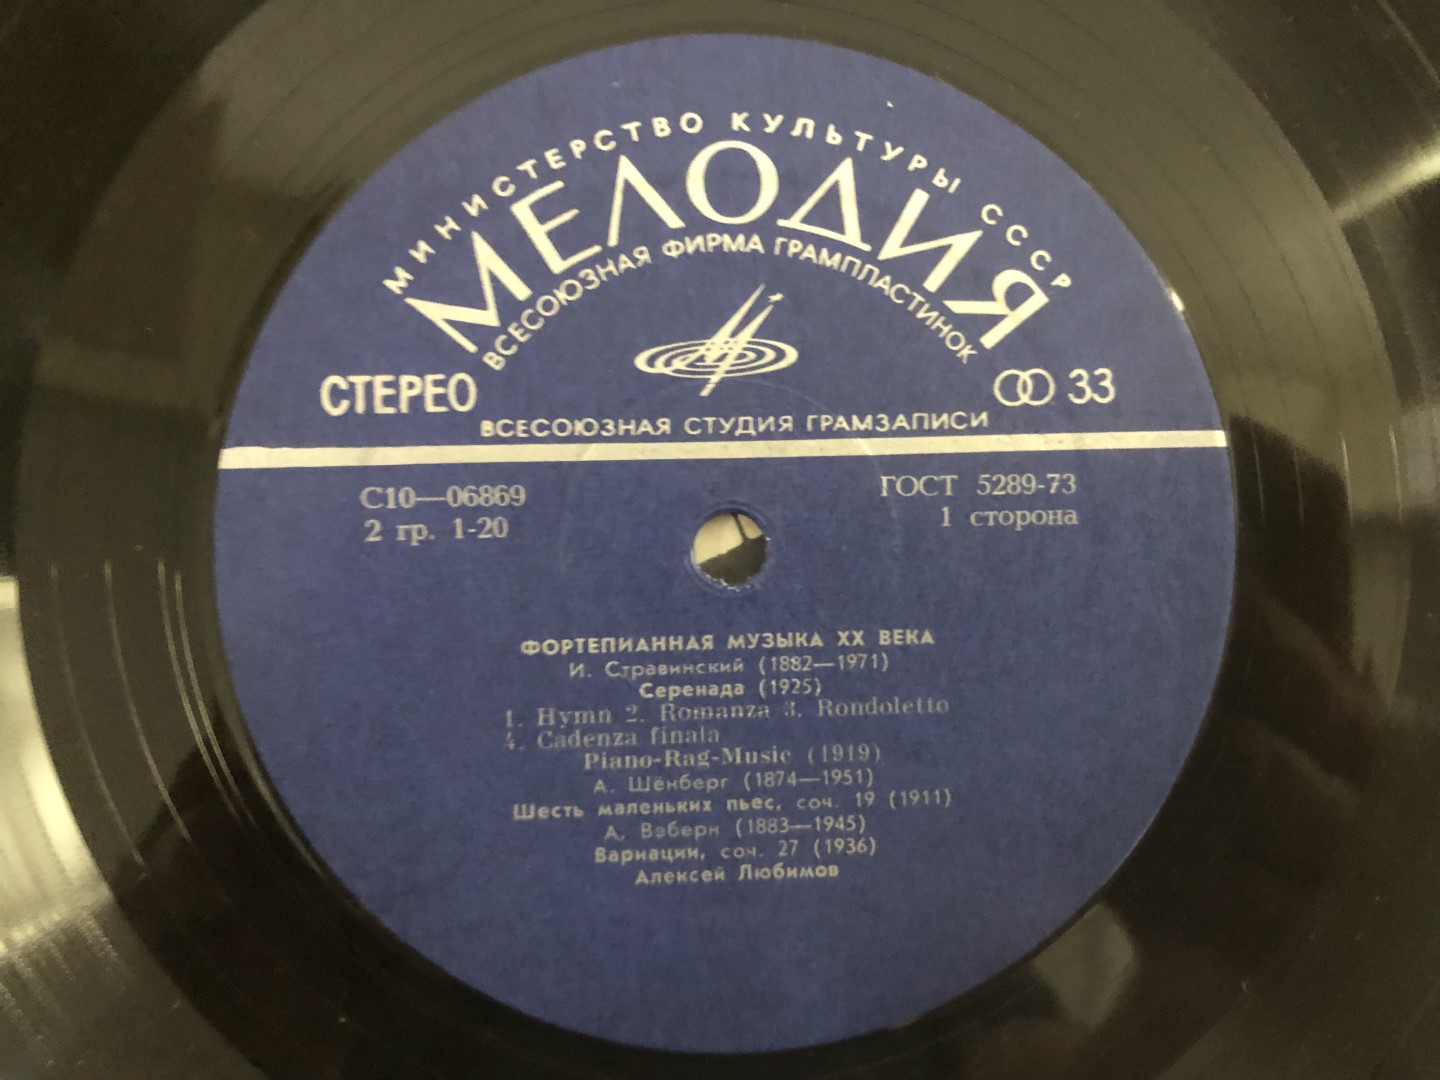 МИНИСТЕРСТВО КУЛЬТУРЫ СССР
МЕЛОДИЯ
ВСЕСОЮЗНАЯ ФИРМА ГРАМПЛАСТИНОК
СТЕРЕО
33
ВСЕСОЮЗНАЯ СТУДИЯ ГРАМЗАПИСИ
С10—06869
ГОСТ 5289-73
2 гр. 1-20
1 сторона
ФОРТЕПИАННАЯ МУЗЫКА XX ВЕКА
И. Стравинский (1882—1971)
Серенада (1925)
1. Hymn 2. Romanza 3. Rondoletto
4. Cadenza finala
Piano-Rag-Music (1919)
А. Шёнберг (1874—1951)
Шесть маленьких пьес, соч. 19 (1911)
А. Вэберн (1883—1945)
Вариации, соч. 27 (1936)
Алексей Любимов